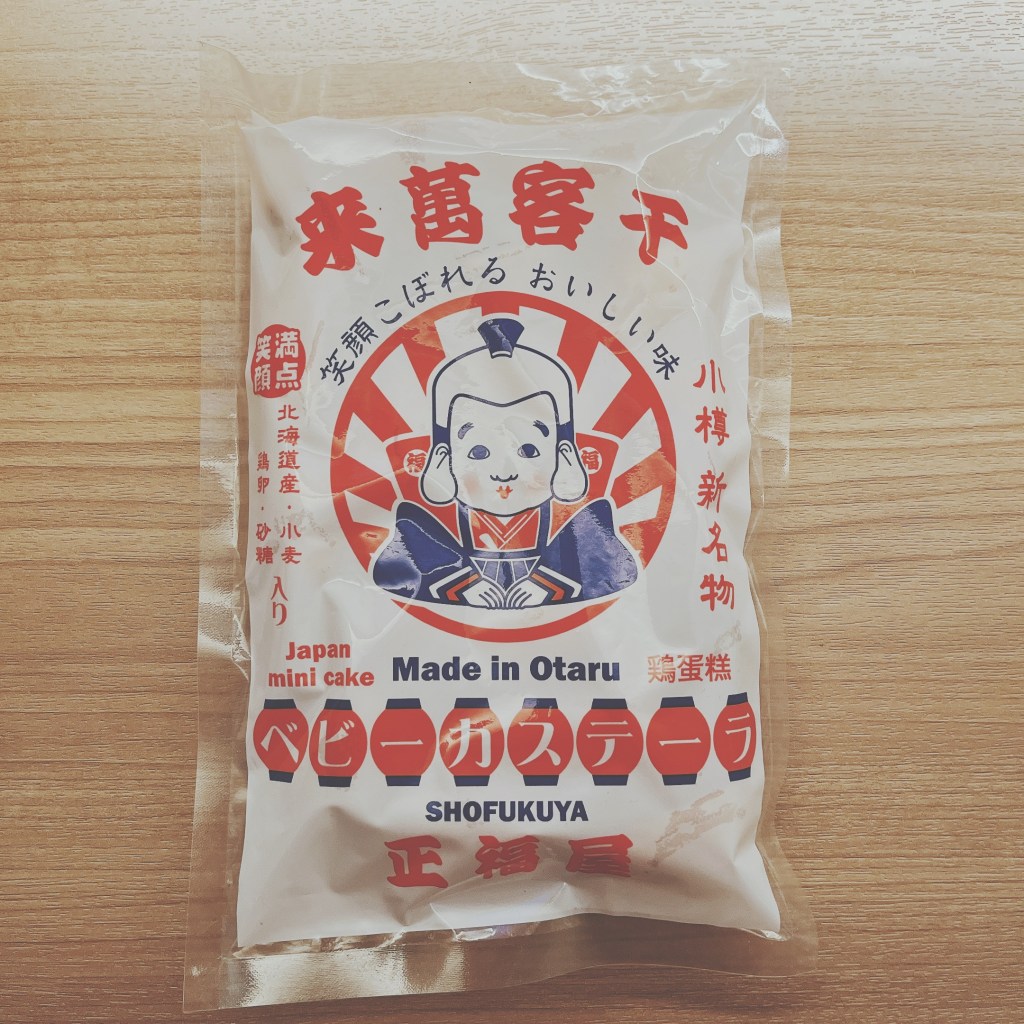 来萬客千
笑顔こぼれる おいしい味
満点
笑顔
北海道産・小麦
鶏卵・砂糖
入り
小樽新名物
福
福
Japan
mini cake
Made in Otaru
鶏蛋糕
ベビーカステーラ
SHOFUKUYA
正福屋